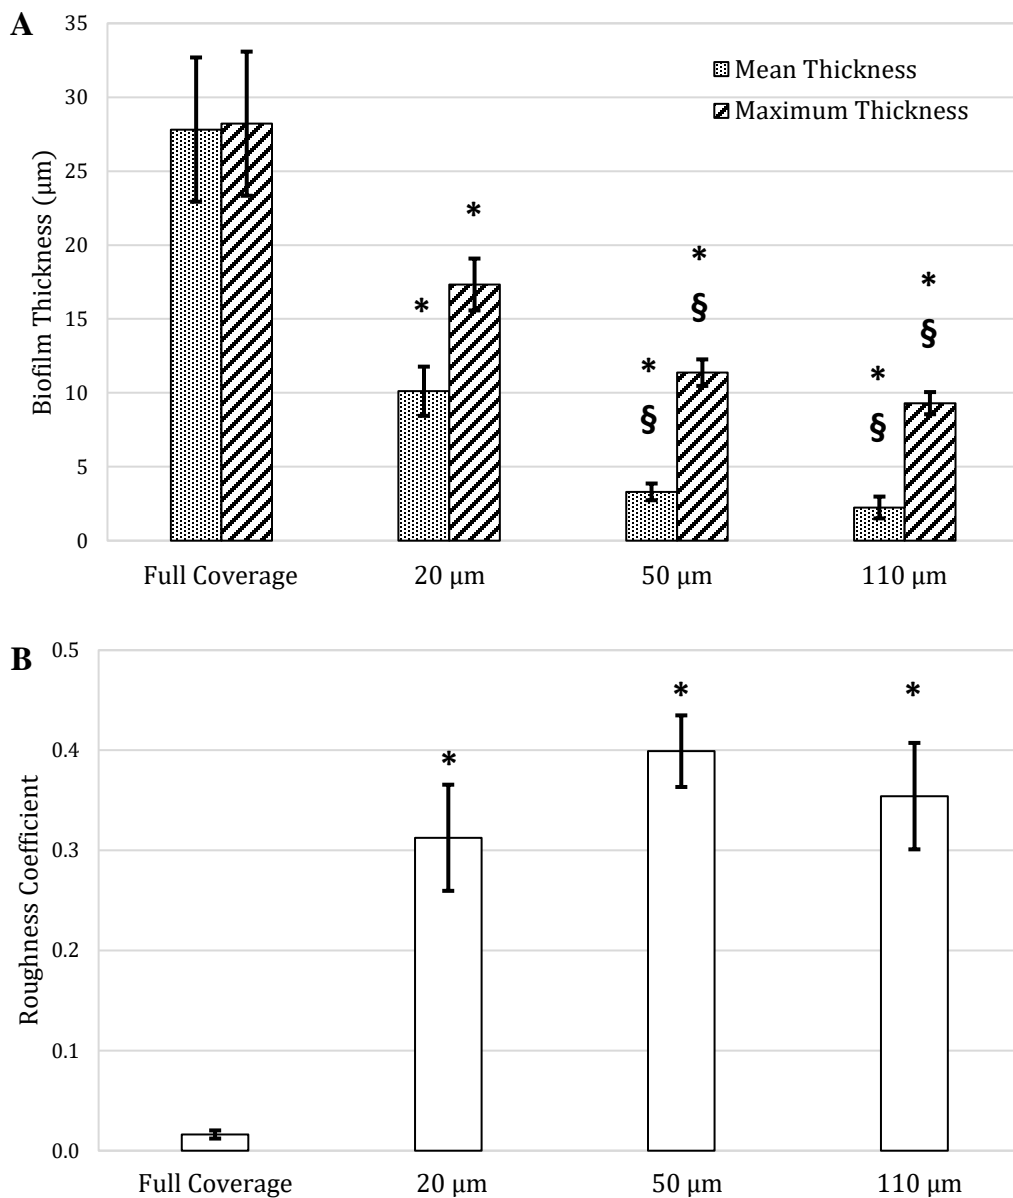 A
Biofilm Thickness (µm)
35
30
25
20
15
10
5
0
Mean Thickness
Maximum Thickness
*
*
*
§
*
§
*
§
*
§
Full Coverage
20 µm
50 µm
110 µm
B
Roughness Coefficient
0.5
0.4
0.3
0.2
0.1
0.0
*
*
*
Full Coverage
20 µm
50 µm
110 µm